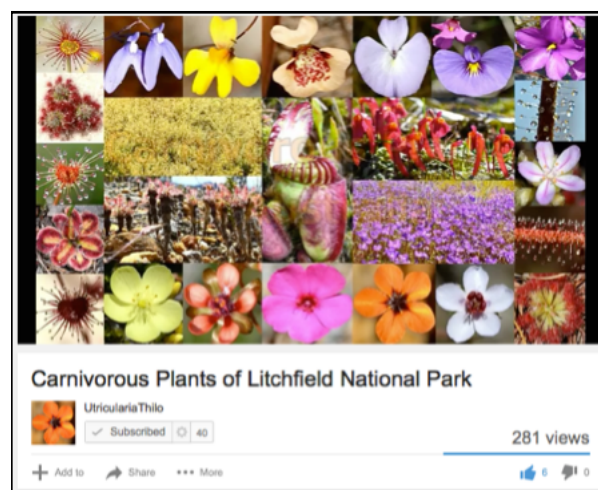 Carnivorous Plants of Litchfield National Park
UtriculariaThilo
Subscribed 40
281 views
Add to Share More 6 0